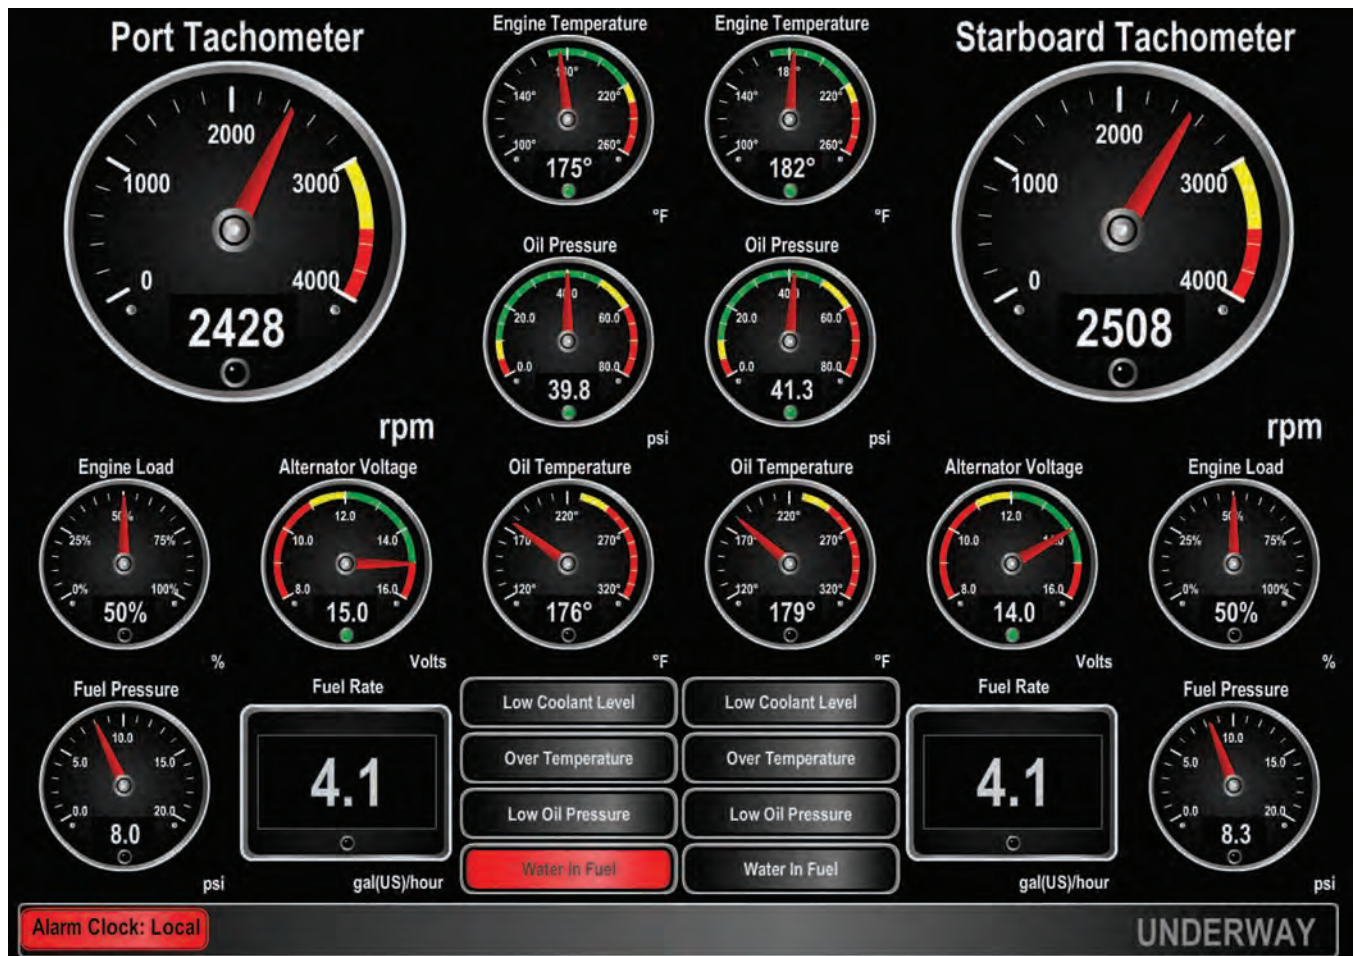 Port Tachometer
0
1000
2000
3000
4000
2428
rpm
Engine Temperature
100°
140°
220°
260°
175°
°F
Engine Temperature
100°
140°
220°
260°
182°
°F
Starboard Tachometer
0
1000
2000
3000
4000
2508
rpm
Oil Pressure
0.0
20.0
60.0
80.0
39.8
psi
Oil Pressure
0.0
20.0
60.0
80.0
41.3
psi
Engine Load
0%
25%
75%
100%
50%
%
Alternator Voltage
8.0
10.0
12.0
14.0
16.0
15.0
Volts
Oil Temperature
120°
170
220°
270°
320°
176°
°F
Oil Temperature
120°
170°
220°
270°
320°
179°
°F
Alternator Voltage
8.0
10.0
12.0
16.0
14.0
Volts
Engine Load
0%
25%
75%
100%
50%
%
Fuel Pressure
0.0
5.0
10.0
15.0
20.0
8.0
psi
Fuel Rate
4.1
gal(US)/hour
Low Coolant Level
Over Temperature
Low Oil Pressure
Water In Fuel
Low Coolant Level
Over Temperature
Low Oil Pressure
Water In Fuel
Fuel Rate
4.1
gal(US)/hour
Fuel Pressure
0.0
5.0
10.0
15.0
20.0
8.3
psi
Alarm Clock: Local
UNDERWAY